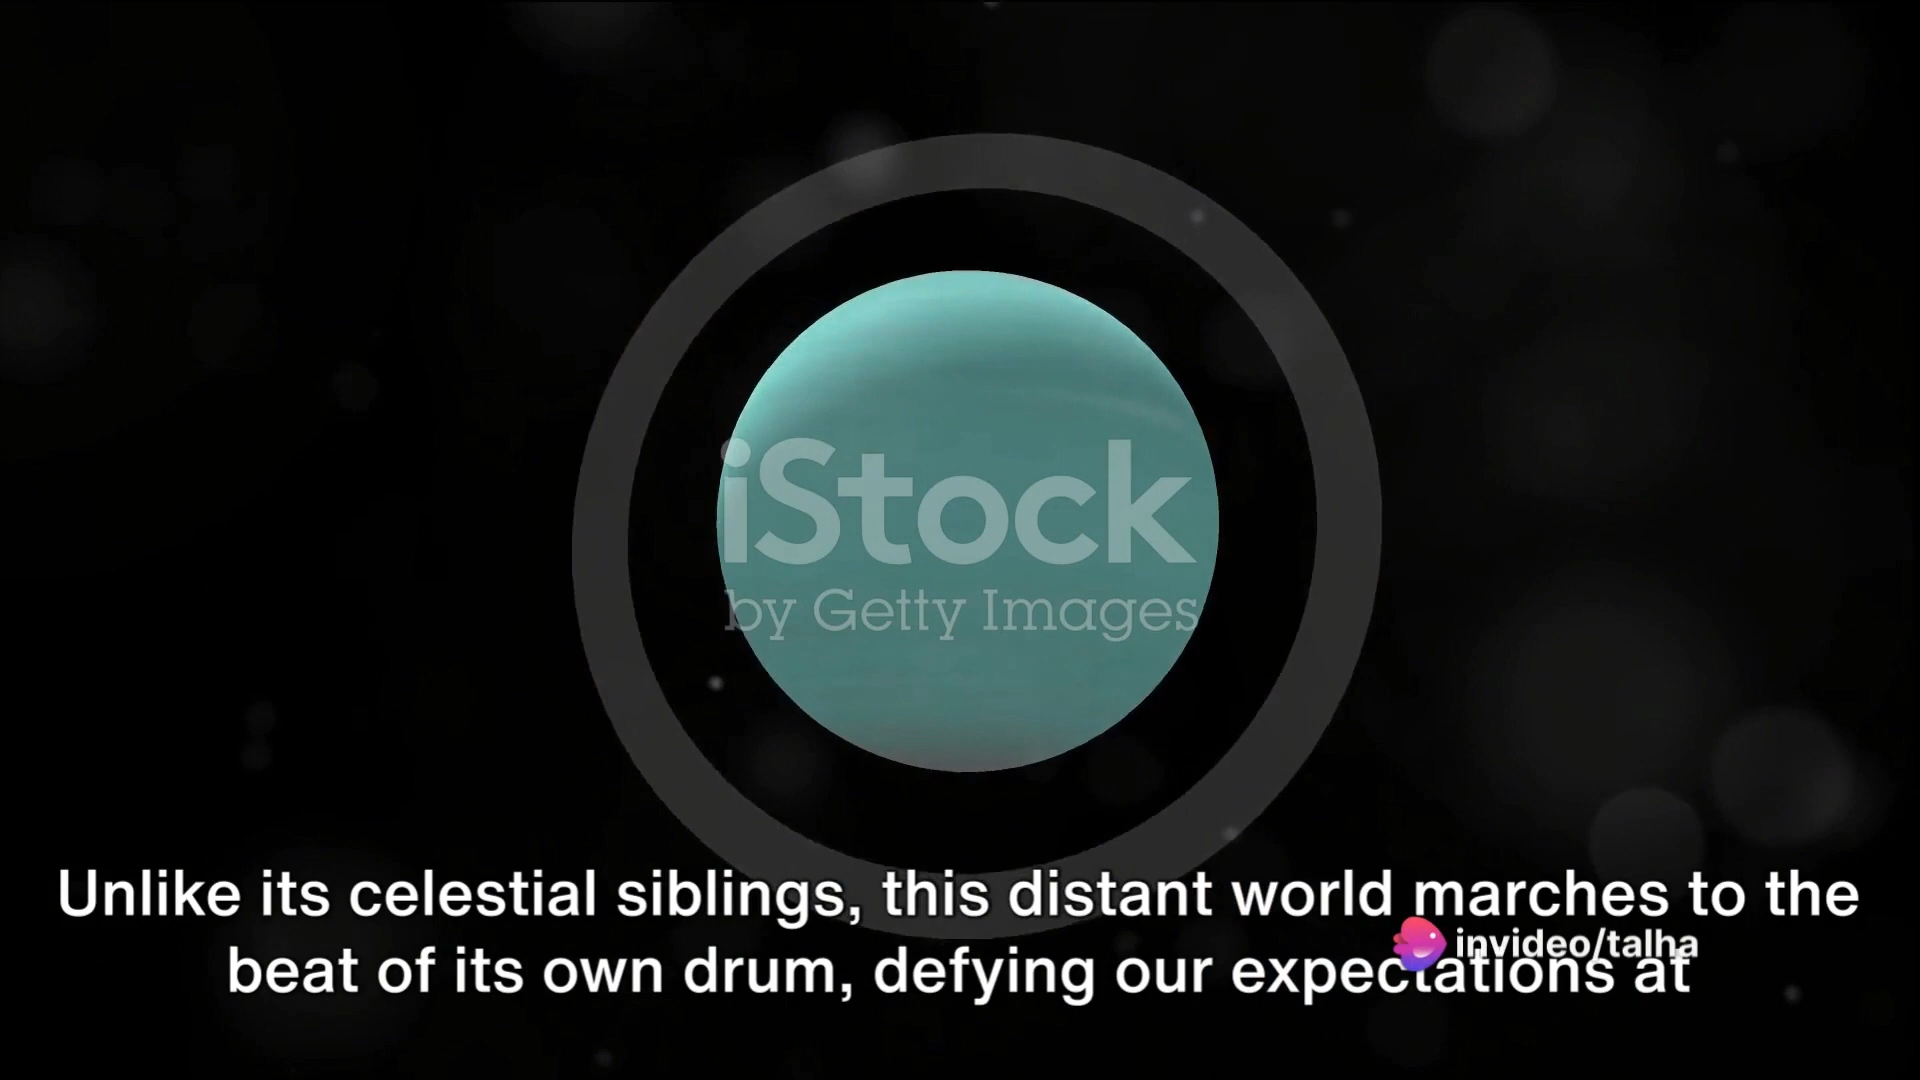 iStock
by Getty Images
Unlike its celestial siblings, this distant world marches to the
invideo/talha
beat of its own drum, defying our expectations at